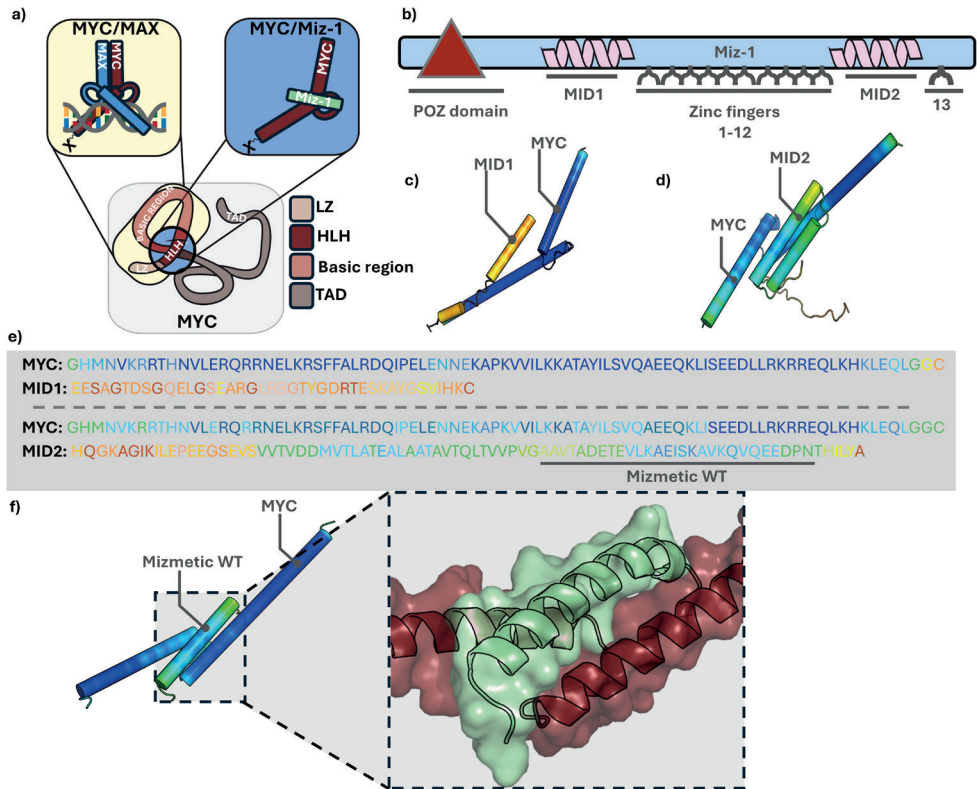 a)
MYC/MAX
MYC/Miz-1
MAX
MYC
X
MYC
Miz-1
X
BASIC REGION
TAD
LZ
HLH
LZ
HLH
Basic region
TAD
MYC
b)
Miz-1
POZ domain
MID1
Zinc fingers
1-12
MID2
13
c)
MID1
MYC
d)
MID2
MYC
e)
MYC: GHMNVKRRTHNVLERQRRNELKRSFFALRDQIPELENNEKAPKVVILKKATAYILSVQAEEQKLISEEDLLRKRREQLKHKLEQLGGC
MID1: EESAGTDSGQELGSEARGLRSGTYGDRTESKAYGSVIHKC
MYC: GHMNVKRRTHNVLERQRRNELKRSFFALRDQIPELENNEKAPKVVILKKATAYILSVQAEEQKLISEEDLLRKRREQLKHKLEQLGGC
MID2: HQGKAGIKILEPEEGSEVSVVTVDDMVTLATEALAATAVTQLTVVPVGAAVTADETEVLKAEISKAVKQVQEEDPNTHILYA
Mizmetic WT
f)
MYC
Mizmetic WT